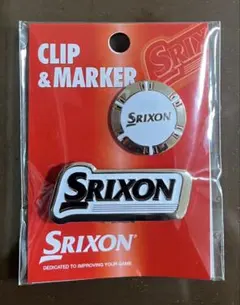 CLIP
& MARKER
SRIXON
SRIXON
SRIXON
SRIXON®
DEDICATED TO IMPROVING YOUR GAME